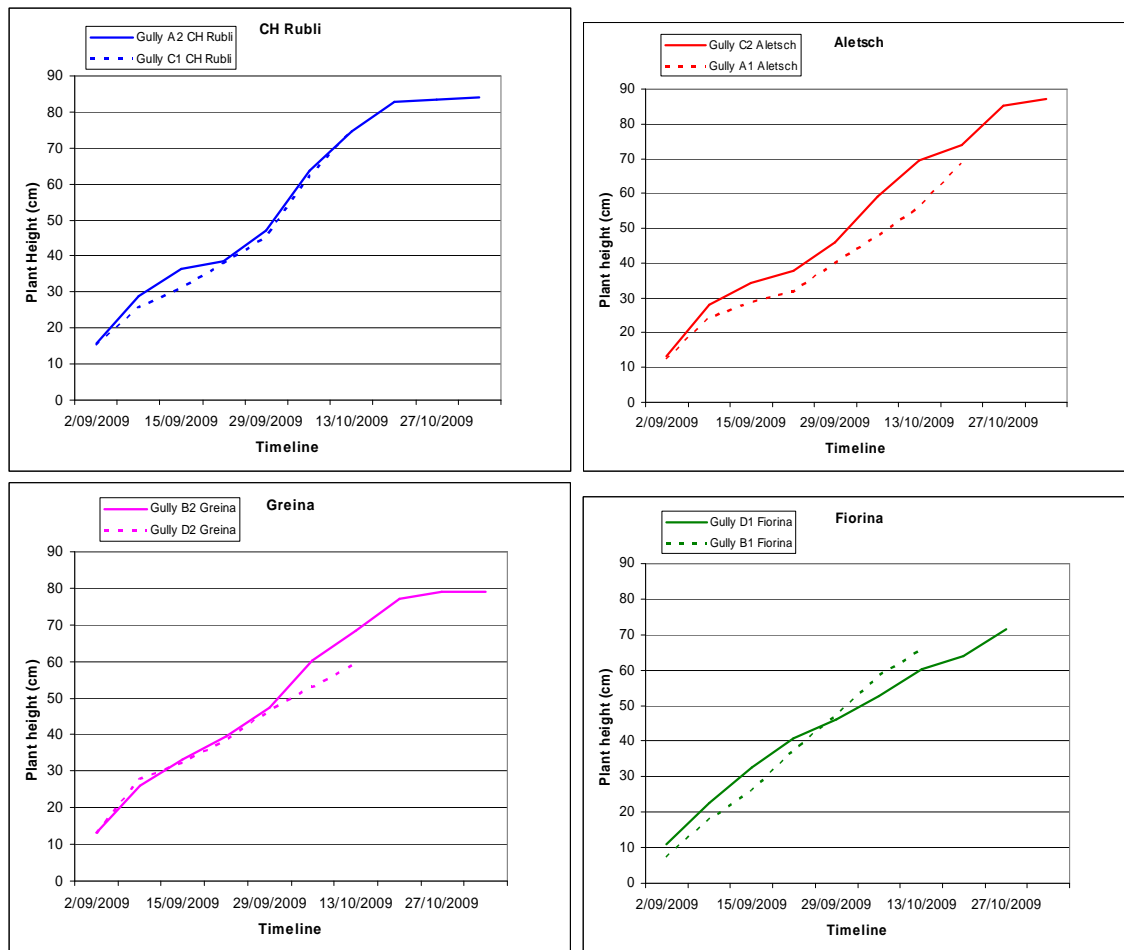 CH Rubli
Gully A2 CH Rubli
Gully C1 CH Rubli
90
80
70
60
50
40
30
20
10
0
Plant Height (cm)
2/09/2009 15/09/2009 29/09/2009 13/10/2009 27/10/2009
Timeline
Aletsch
Gully C2 Aletsch
Gully A1 Aletsch
90
80
70
60
50
40
30
20
10
0
Plant height (cm)
2/09/2009 15/09/2009 29/09/2009 13/10/2009 27/10/2009
Timeline
Greina
Gully B2 Greina
Gully D2 Greina
90
80
70
60
50
40
30
20
10
0
Plant height (cm)
2/09/2009 15/09/2009 29/09/2009 13/10/2009 27/10/2009
Timeline
Fiorina
Gully D1 Fiorina
Gully B1 Fiorina
90
80
70
60
50
40
30
20
10
0
Plant height (cm)
2/09/2009 15/09/2009 29/09/2009 13/10/2009 27/10/2009
Timeline